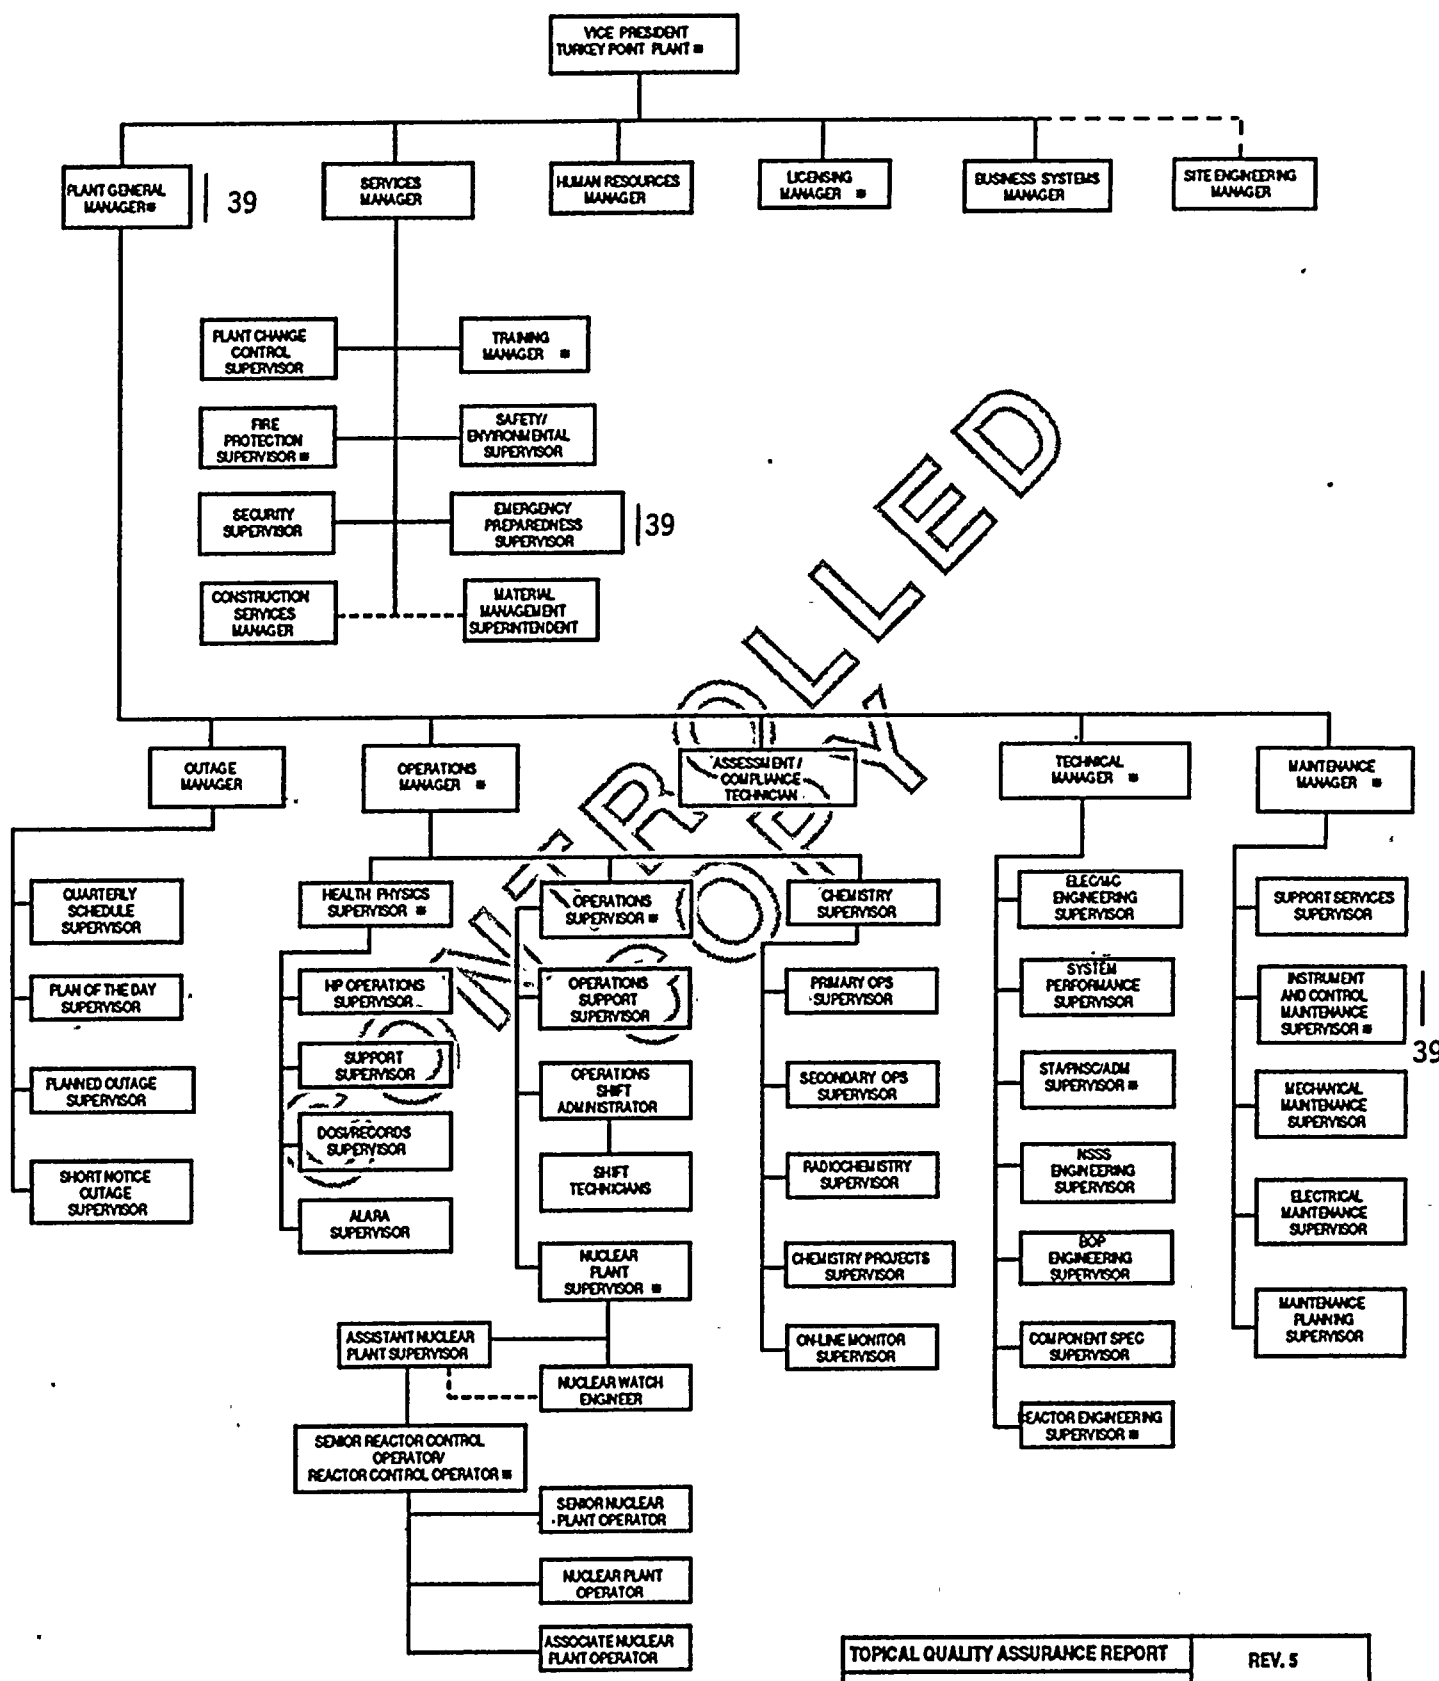 VICE PRESIDENT
TURKEY POINT PLANT ※
PLANT GENERAL
MANAGER※
39
SERVICES
MANAGER
HUMAN RESOURCES
MANAGER
LICENSING
MANAGER ※
BUSINESS SYSTEMS
MANAGER
SITE ENGINEERING
MANAGER
PLANT CHANGE
CONTROL
SUPERVISOR
TRAINING
MANAGER ※
FIRE
PROTECTION
SUPERVISOR ※
SAFETY/
ENVIRONMENTAL
SUPERVISOR
SECURITY
SUPERVISOR
EMERGENCY
PREPAREDNESS
SUPERVISOR
39
CONSTRUCTION
SERVICES
MANAGER
MATERIAL
MANAGEMENT
SUPERINTENDENT
CONTROLLED
COPY
OUTAGE
MANAGER
OPERATIONS
MANAGER ※
ASSESSMENT /
COMPLIANCE
TECHNICIAN
TECHNICAL
MANAGER ※
MAINTENANCE
MANAGER ※
QUARTERLY
SCHEDULE
SUPERVISOR
PLAN OF THE DAY
SUPERVISOR
PLANNED OUTAGE
SUPERVISOR
SHORT NOTICE
OUTAGE
SUPERVISOR
HEALTH PHYSICS
SUPERVISOR ※
HP OPERATIONS
SUPERVISOR
SUPPORT
SUPERVISOR
DOSI/RECORDS
SUPERVISOR
ALARA
SUPERVISOR
OPERATIONS
SUPERVISOR ※
OPERATIONS
SUPPORT
SUPERVISOR
OPERATIONS
SHIFT
ADMINISTRATOR
SHIFT
TECHNICIANS
NUCLEAR
PLANT
SUPERVISOR ※
ASSISTANT NUCLEAR
PLANT SUPERVISOR
NUCLEAR WATCH
ENGINEER
SENIOR REACTOR CONTROL
OPERATOR/
REACTOR CONTROL OPERATOR ※
SENIOR NUCLEAR
PLANT OPERATOR
NUCLEAR PLANT
OPERATOR
ASSOCIATE NUCLEAR
PLANT OPERATOR
CHEMISTRY
SUPERVISOR
PRIMARY OPS
SUPERVISOR
SECONDARY OPS
SUPERVISOR
RADIOCHEMISTRY
SUPERVISOR
CHEMISTRY PROJECTS
SUPERVISOR
ON-LINE MONITOR
SUPERVISOR
ELEC/I&C
ENGINEERING
SUPERVISOR
SYSTEM
PERFORMANCE
SUPERVISOR
STA/PNSC/ADM
SUPERVISOR ※
NSSS
ENGINEERING
SUPERVISOR
BOP
ENGINEERING
SUPERVISOR
COMPONENT SPEC
SUPERVISOR
REACTOR ENGINEERING
SUPERVISOR ※
SUPPORT SERVICES
SUPERVISOR
INSTRUMENT
AND CONTROL
MAINTENANCE
SUPERVISOR ※
39
MECHANICAL
MAINTENANCE
SUPERVISOR
ELECTRICAL
MAINTENANCE
SUPERVISOR
MAINTENANCE
PLANNING
SUPERVISOR
TOPICAL QUALITY ASSURANCE REPORT
REV. 5